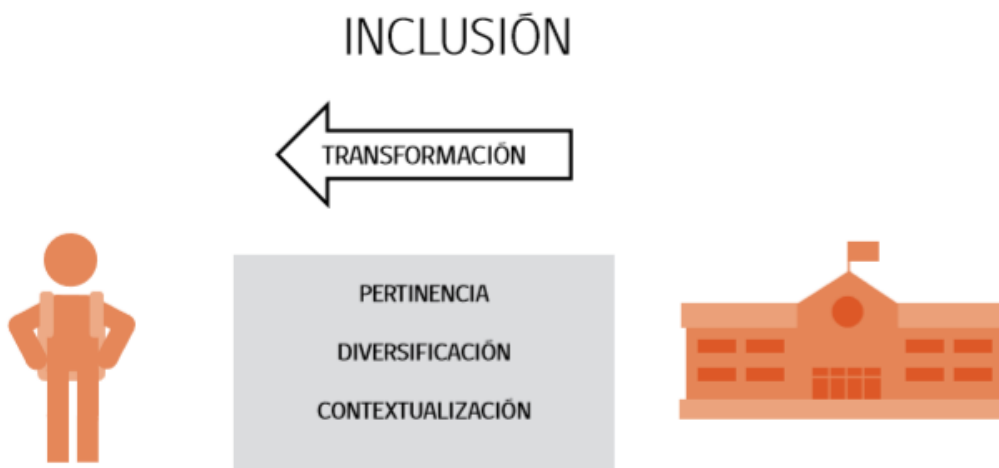 INCLUSIÓN
TRANSFORMACIÓN
PERTINENCIA
DIVERSIFICACIÓN
CONTEXTUALIZACIÓN